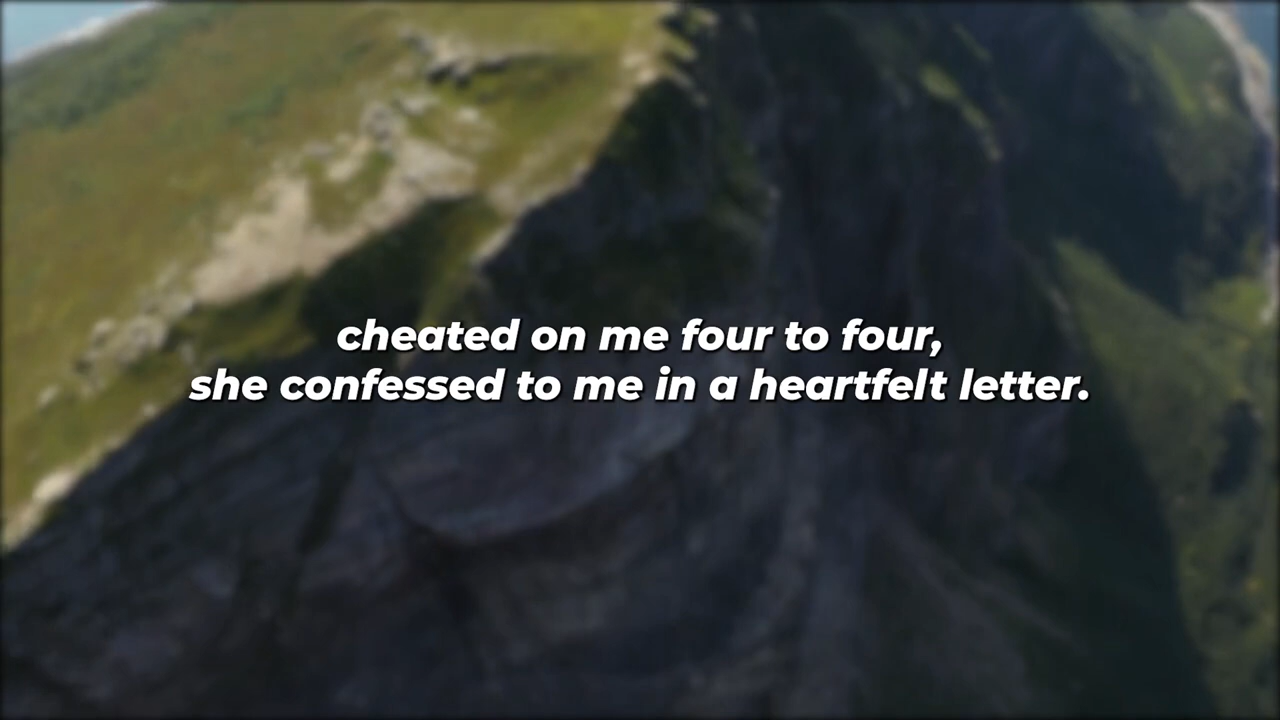 cheated on me four to four,
she confessed to me in a heartfelt letter.